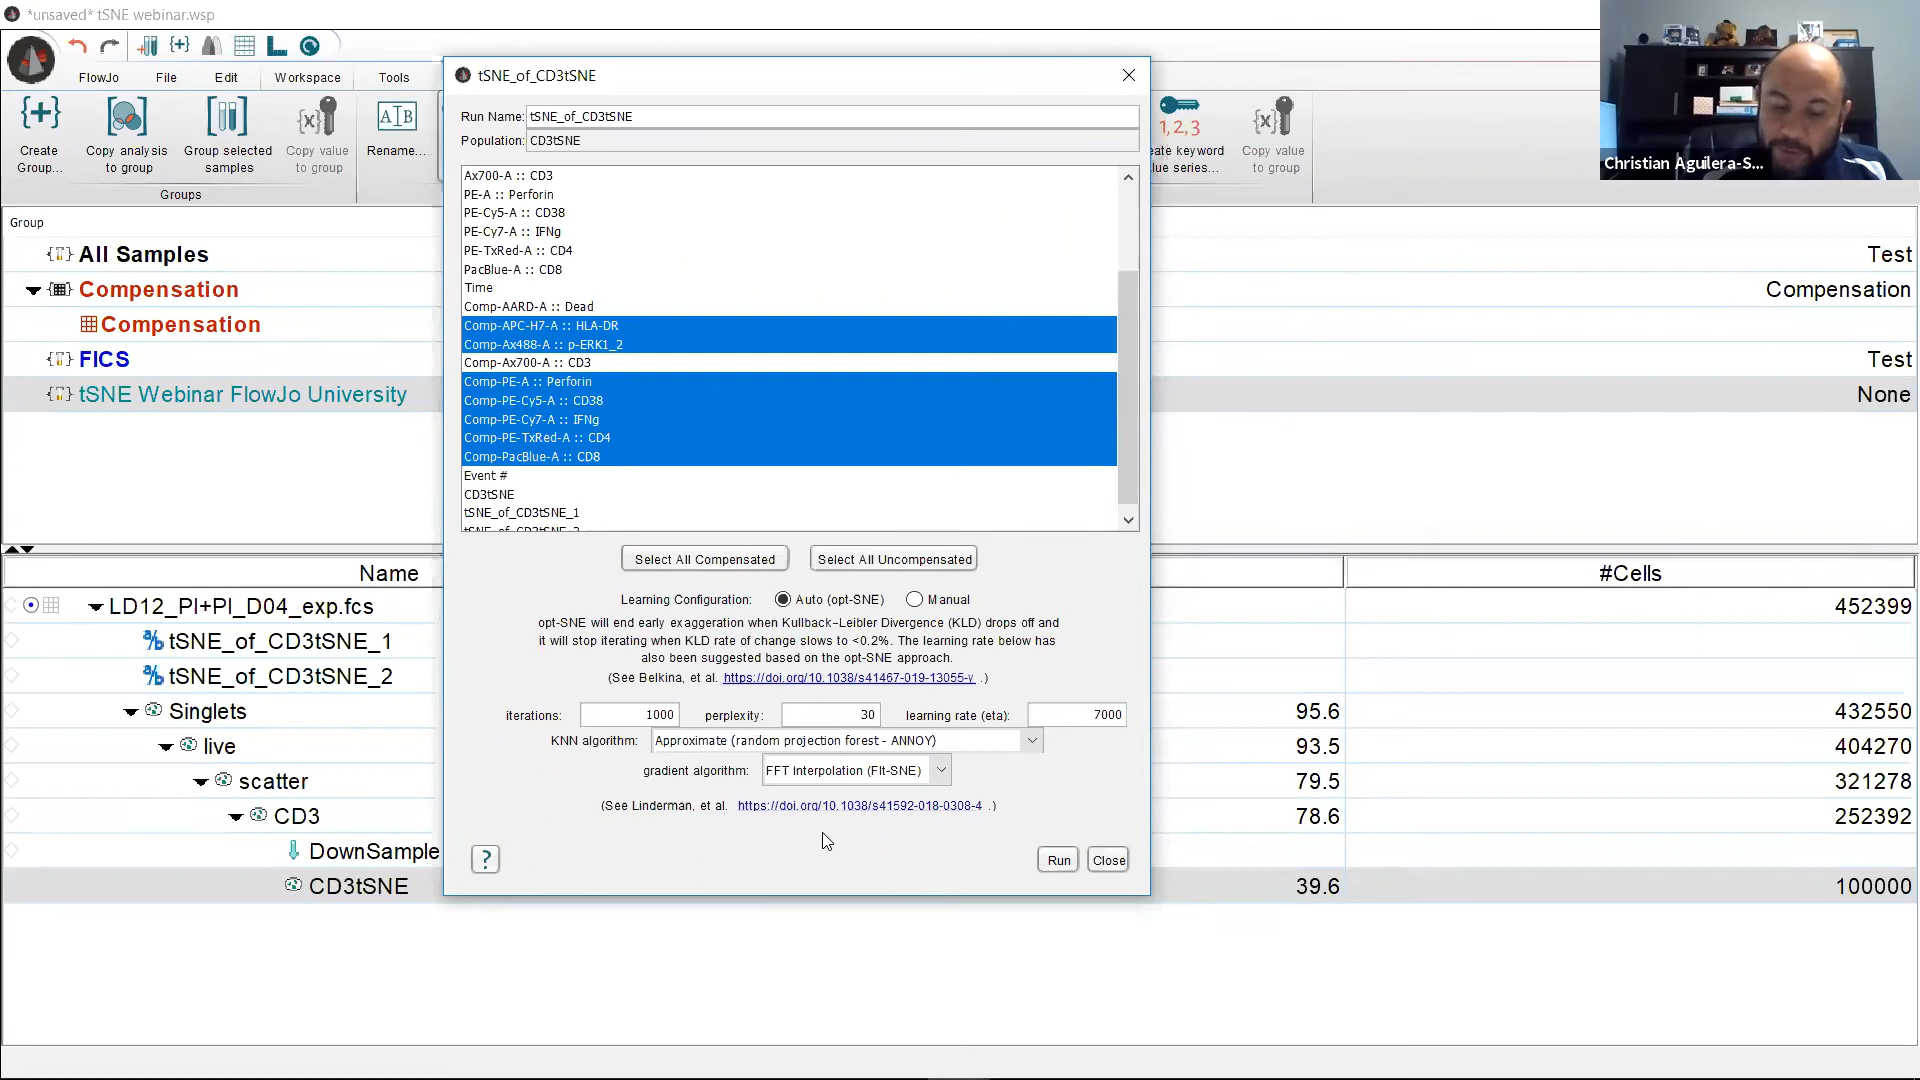 *unsaved* tSNE webinar.wsp
FlowJo File Edit Workspace Tools
Create Group...
Copy analysis to group
Group selected samples
Copy value to group
Rename...
Groups
1,2,3
eate keyword
lue series...
Copy value to group
Christian Aguilera-S...
Group
All Samples Test
Compensation Compensation
Compensation
FICS Test
tSNE Webinar FlowJo University None
tSNE_of_CD3tSNE
Run Name: tSNE_of_CD3tSNE
Population: CD3tSNE
Ax700-A :: CD3
PE-A :: Perforin
PE-Cy5-A :: CD38
PE-Cy7-A :: IFNg
PE-TxRed-A :: CD4
PacBlue-A :: CD8
Time
Comp-AARD-A :: Dead
Comp-APC-H7-A :: HLA-DR
Comp-Ax488-A :: p-ERK1_2
Comp-Ax700-A :: CD3
Comp-PE-A :: Perforin
Comp-PE-Cy5-A :: CD38
Comp-PE-Cy7-A :: IFNg
Comp-PE-TxRed-A :: CD4
Comp-PacBlue-A :: CD8
Event #
CD3tSNE
tSNE_of_CD3tSNE_1
tSNE_of_CD3tSNE_2
Select All Compensated Select All Uncompensated
Learning Configuration: Auto (opt-SNE) Manual
opt-SNE will end early exaggeration when Kullback-Leibler Divergence (KLD) drops off and
it will stop iterating when KLD rate of change slows to <0.2%. The learning rate below has
also been suggested based on the opt-SNE approach.
(See Belkina, et al. https://doi.org/10.1038/s41467-019-13055-y .)
iterations: 1000 perplexity: 30 learning rate (eta): 7000
KNN algorithm: Approximate (random projection forest - ANNOY)
gradient algorithm: FFT Interpolation (FIt-SNE)
(See Linderman, et al. https://doi.org/10.1038/s41592-018-0308-4 .)
? Run Close
Name #Cells
LD12_PI+PI_D04_exp.fcs 452399
tSNE_of_CD3tSNE_1
tSNE_of_CD3tSNE_2
Singlets 95.6 432550
live 93.5 404270
scatter 79.5 321278
CD3 78.6 252392
DownSample
CD3tSNE 39.6 100000